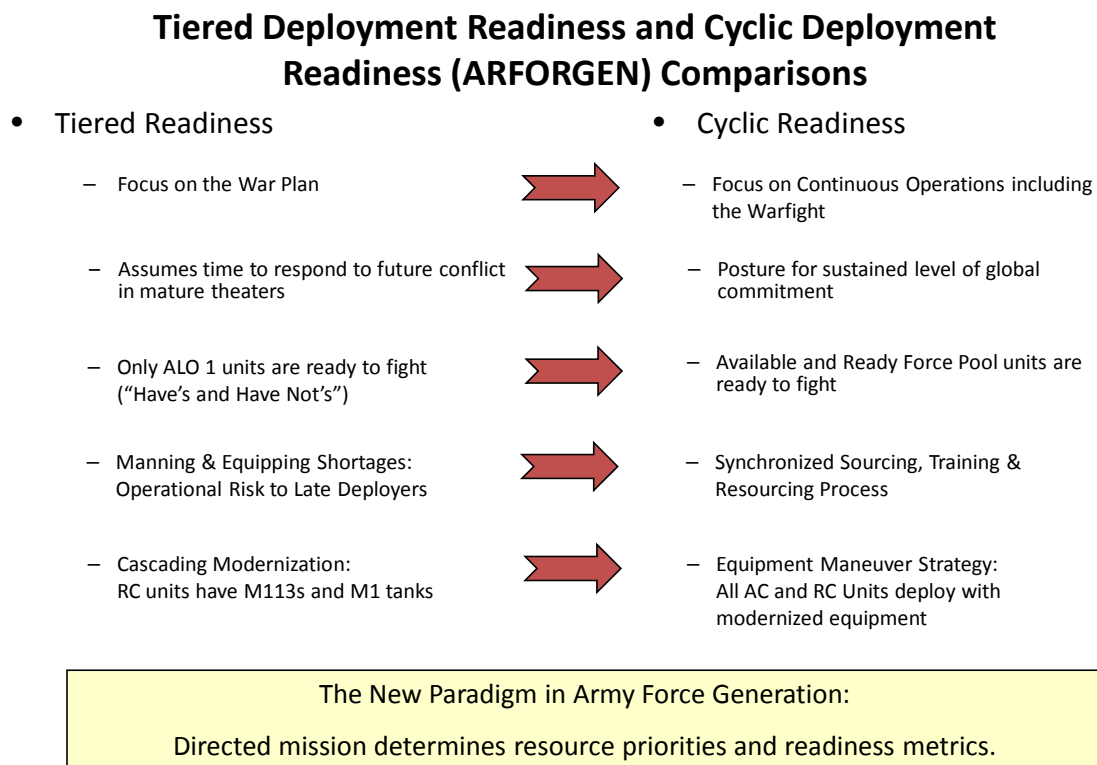 Tiered Deployment Readiness and Cyclic Deployment
Readiness (ARFORGEN) Comparisons
• Tiered Readiness
– Focus on the War Plan
– Assumes time to respond to future conflict
in mature theaters
– Only ALO 1 units are ready to fight
(“Have’s and Have Not’s”)
– Manning & Equipping Shortages:
Operational Risk to Late Deployers
– Cascading Modernization:
RC units have M113s and M1 tanks
• Cyclic Readiness
– Focus on Continuous Operations including
the Warfight
– Posture for sustained level of global
commitment
– Available and Ready Force Pool units are
ready to fight
– Synchronized Sourcing, Training &
Resourcing Process
– Equipment Maneuver Strategy:
All AC and RC Units deploy with
modernized equipment
The New Paradigm in Army Force Generation:
Directed mission determines resource priorities and readiness metrics.